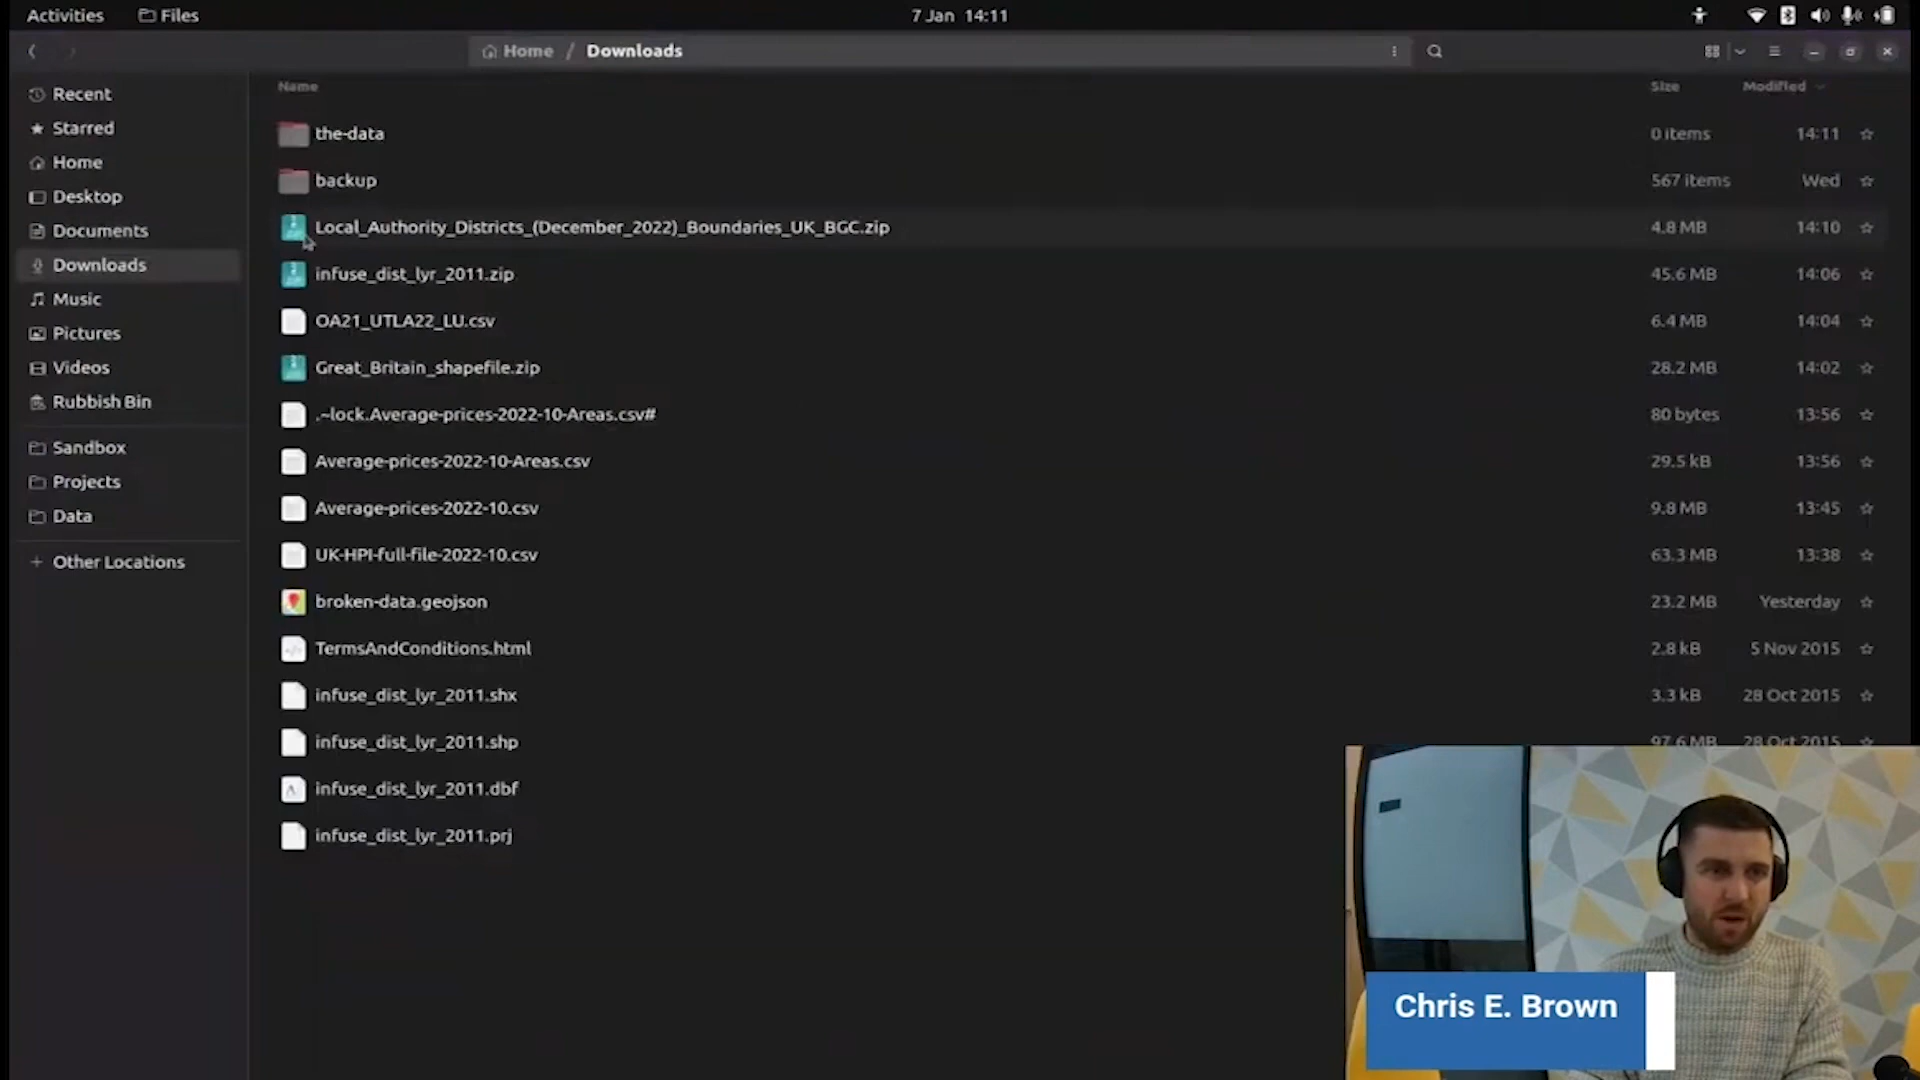 Activities Files 7 Jan 14:11
Home / Downloads
Name Size Modified
Recent
Starred
Home
Desktop
Documents
Downloads
Music
Pictures
Videos
Rubbish Bin
Sandbox
Projects
Data
+ Other Locations
the-data 0 items 14:11
backup 567 items Wed
Local_Authority_Districts_(December_2022)_Boundaries_UK_BGC.zip 4.8 MB 14:10
infuse_dist_lyr_2011.zip 45.6 MB 14:06
OA21_UTLA22_LU.csv 6.4 MB 14:04
Great_Britain_shapefile.zip 28.2 MB 14:02
.~lock.Average-prices-2022-10-Areas.csv# 80 bytes 13:56
Average-prices-2022-10-Areas.csv 29.5 kB 13:56
Average-prices-2022-10.csv 9.8 MB 13:45
UK-HPI-full-file-2022-10.csv 63.3 MB 13:38
broken-data.geojson 23.2 MB Yesterday
TermsAndConditions.html 2.8 kB 5 Nov 2015
infuse_dist_lyr_2011.shx 3.3 kB 28 Oct 2015
infuse_dist_lyr_2011.shp 97.6 MB 28 Oct 2015
infuse_dist_lyr_2011.dbf
infuse_dist_lyr_2011.prj
Chris E. Brown